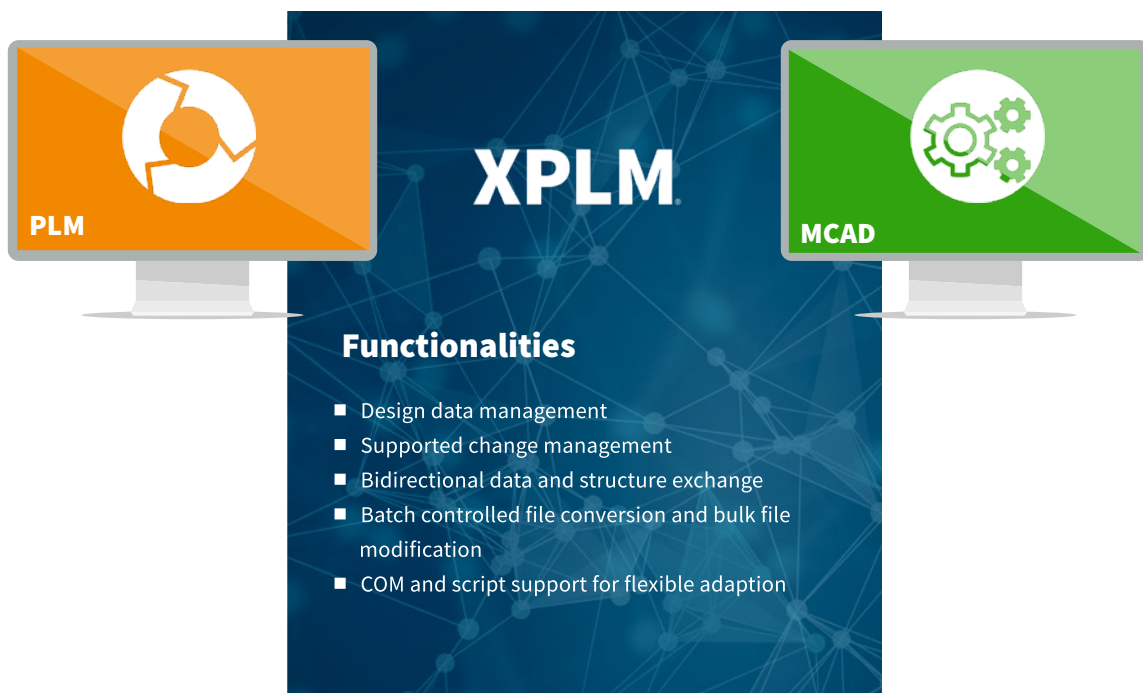 XPLM®
PLM
MCAD
Functionalities
■ Design data management
■ Supported change management
■ Bidirectional data and structure exchange
■ Batch controlled file conversion and bulk file
modification
■ COM and script support for flexible adaption